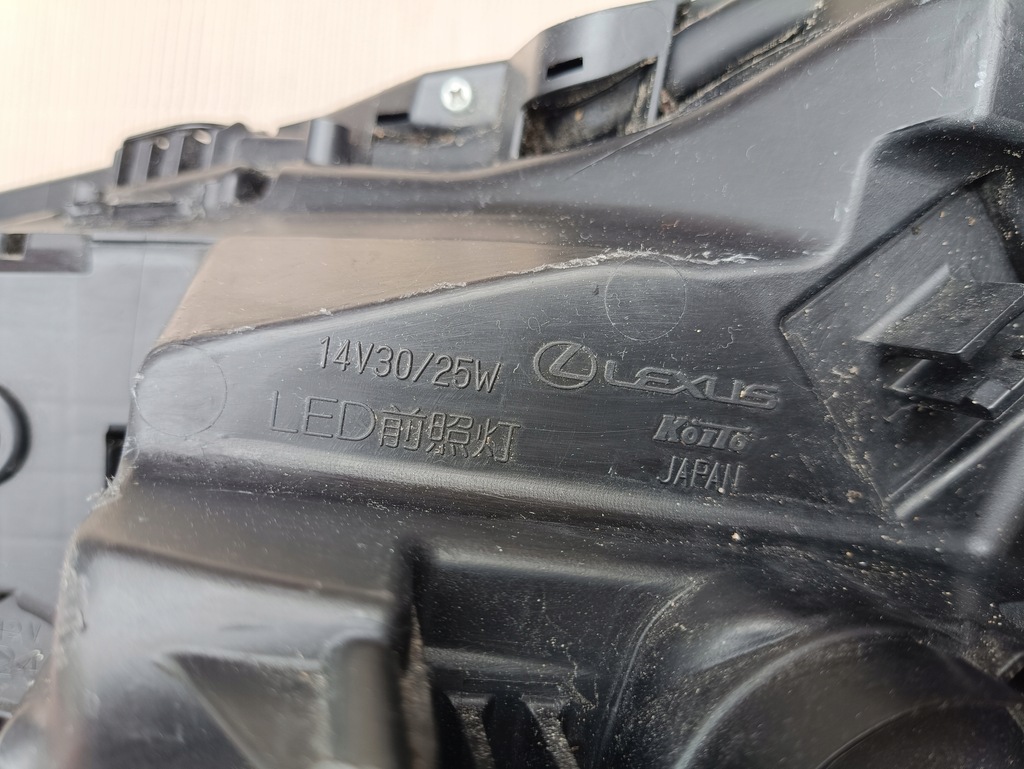 14V30/25W
LED前照灯
LEXUS
KOITO
JAPAN